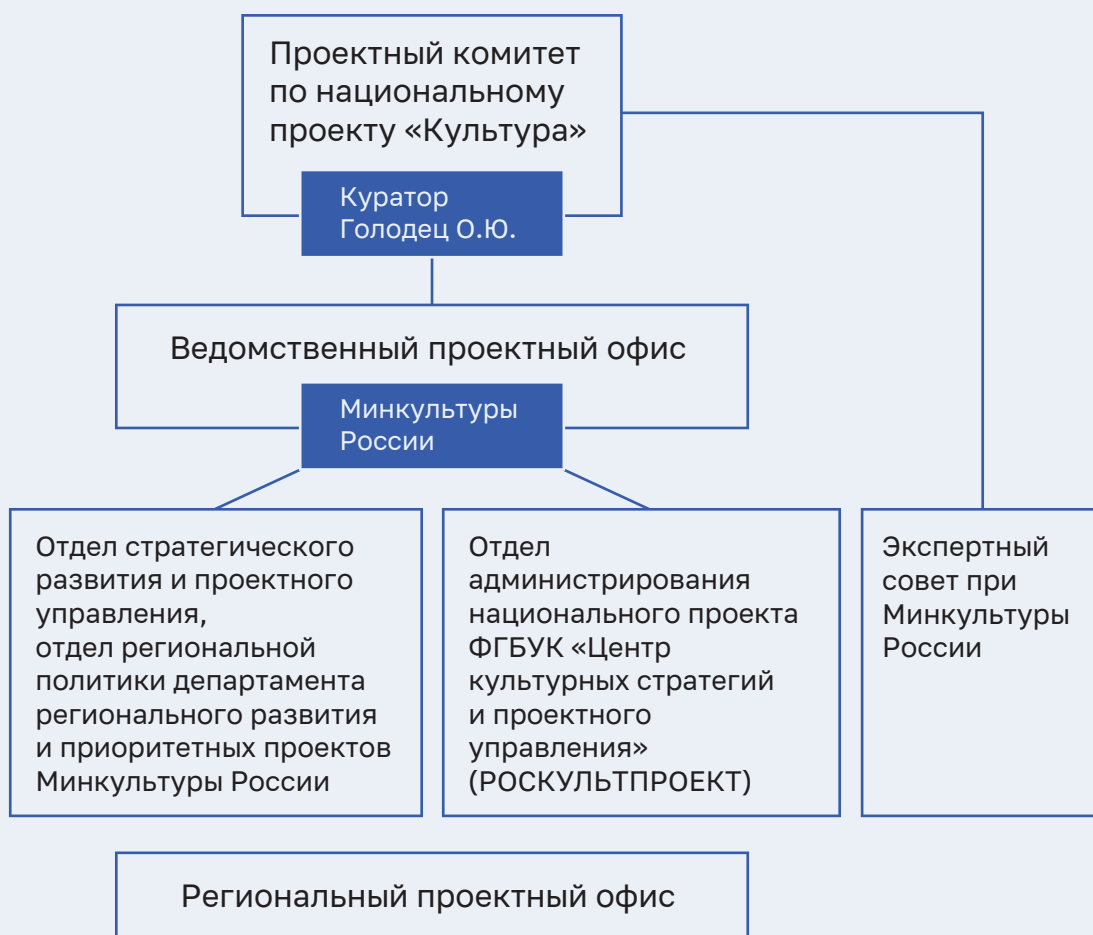 Проектный комитет
по национальному
проекту «Культура»
Куратор
Голодец О.Ю.
Ведомственный проектный офис
Минкультуры
России
Отдел стратегического
развития и проектного
управления,
отдел региональной
политики департамента
регионального развития
и приоритетных проектов
Минкультуры России
Отдел
администрирования
национального проекта
ФГБУК «Центр
культурных стратегий
и проектного
управления»
(РОСКУЛЬТПРОЕКТ)
Экспертный
совет при
Минкультуры
России
Региональный проектный офис